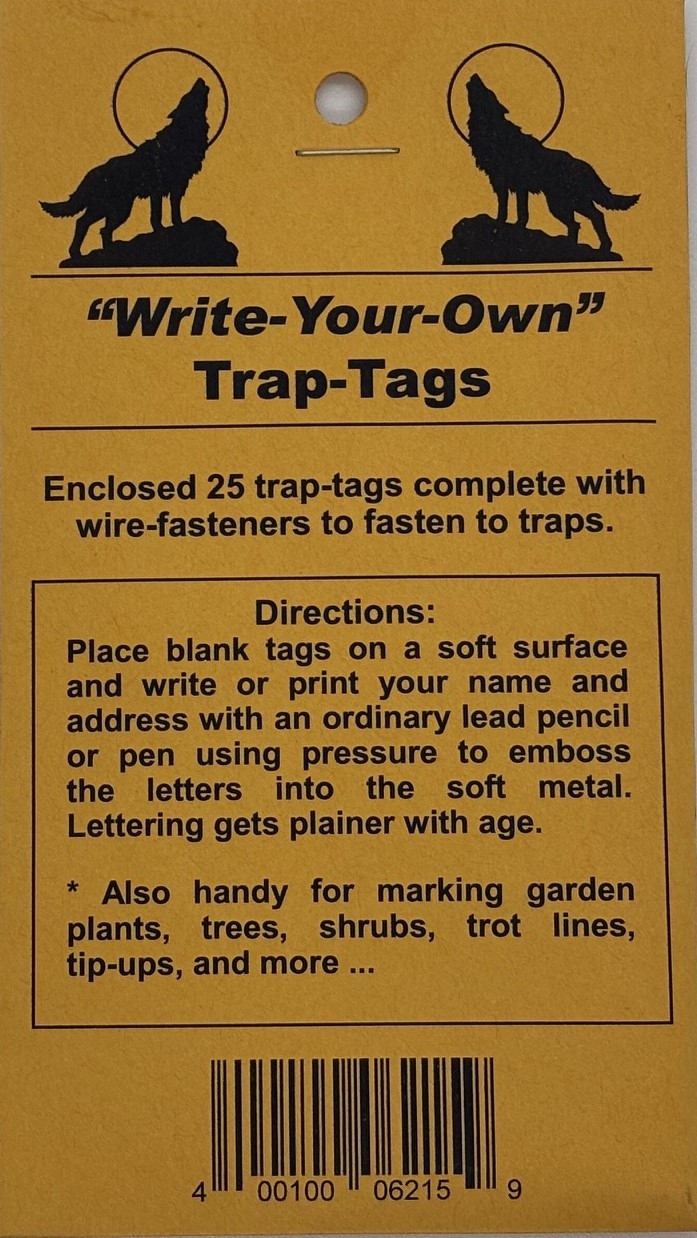 “Write-Your-Own”
Trap-Tags
Enclosed 25 trap-tags complete with
wire-fasteners to fasten to traps.
Directions:
Place blank tags on a soft surface
and write or print your name and
address with an ordinary lead pencil
or pen using pressure to emboss
the letters into the soft metal.
Lettering gets plainer with age.
* Also handy for marking garden
plants, trees, shrubs, trot lines,
tip-ups, and more ...
4 00100 06215 9